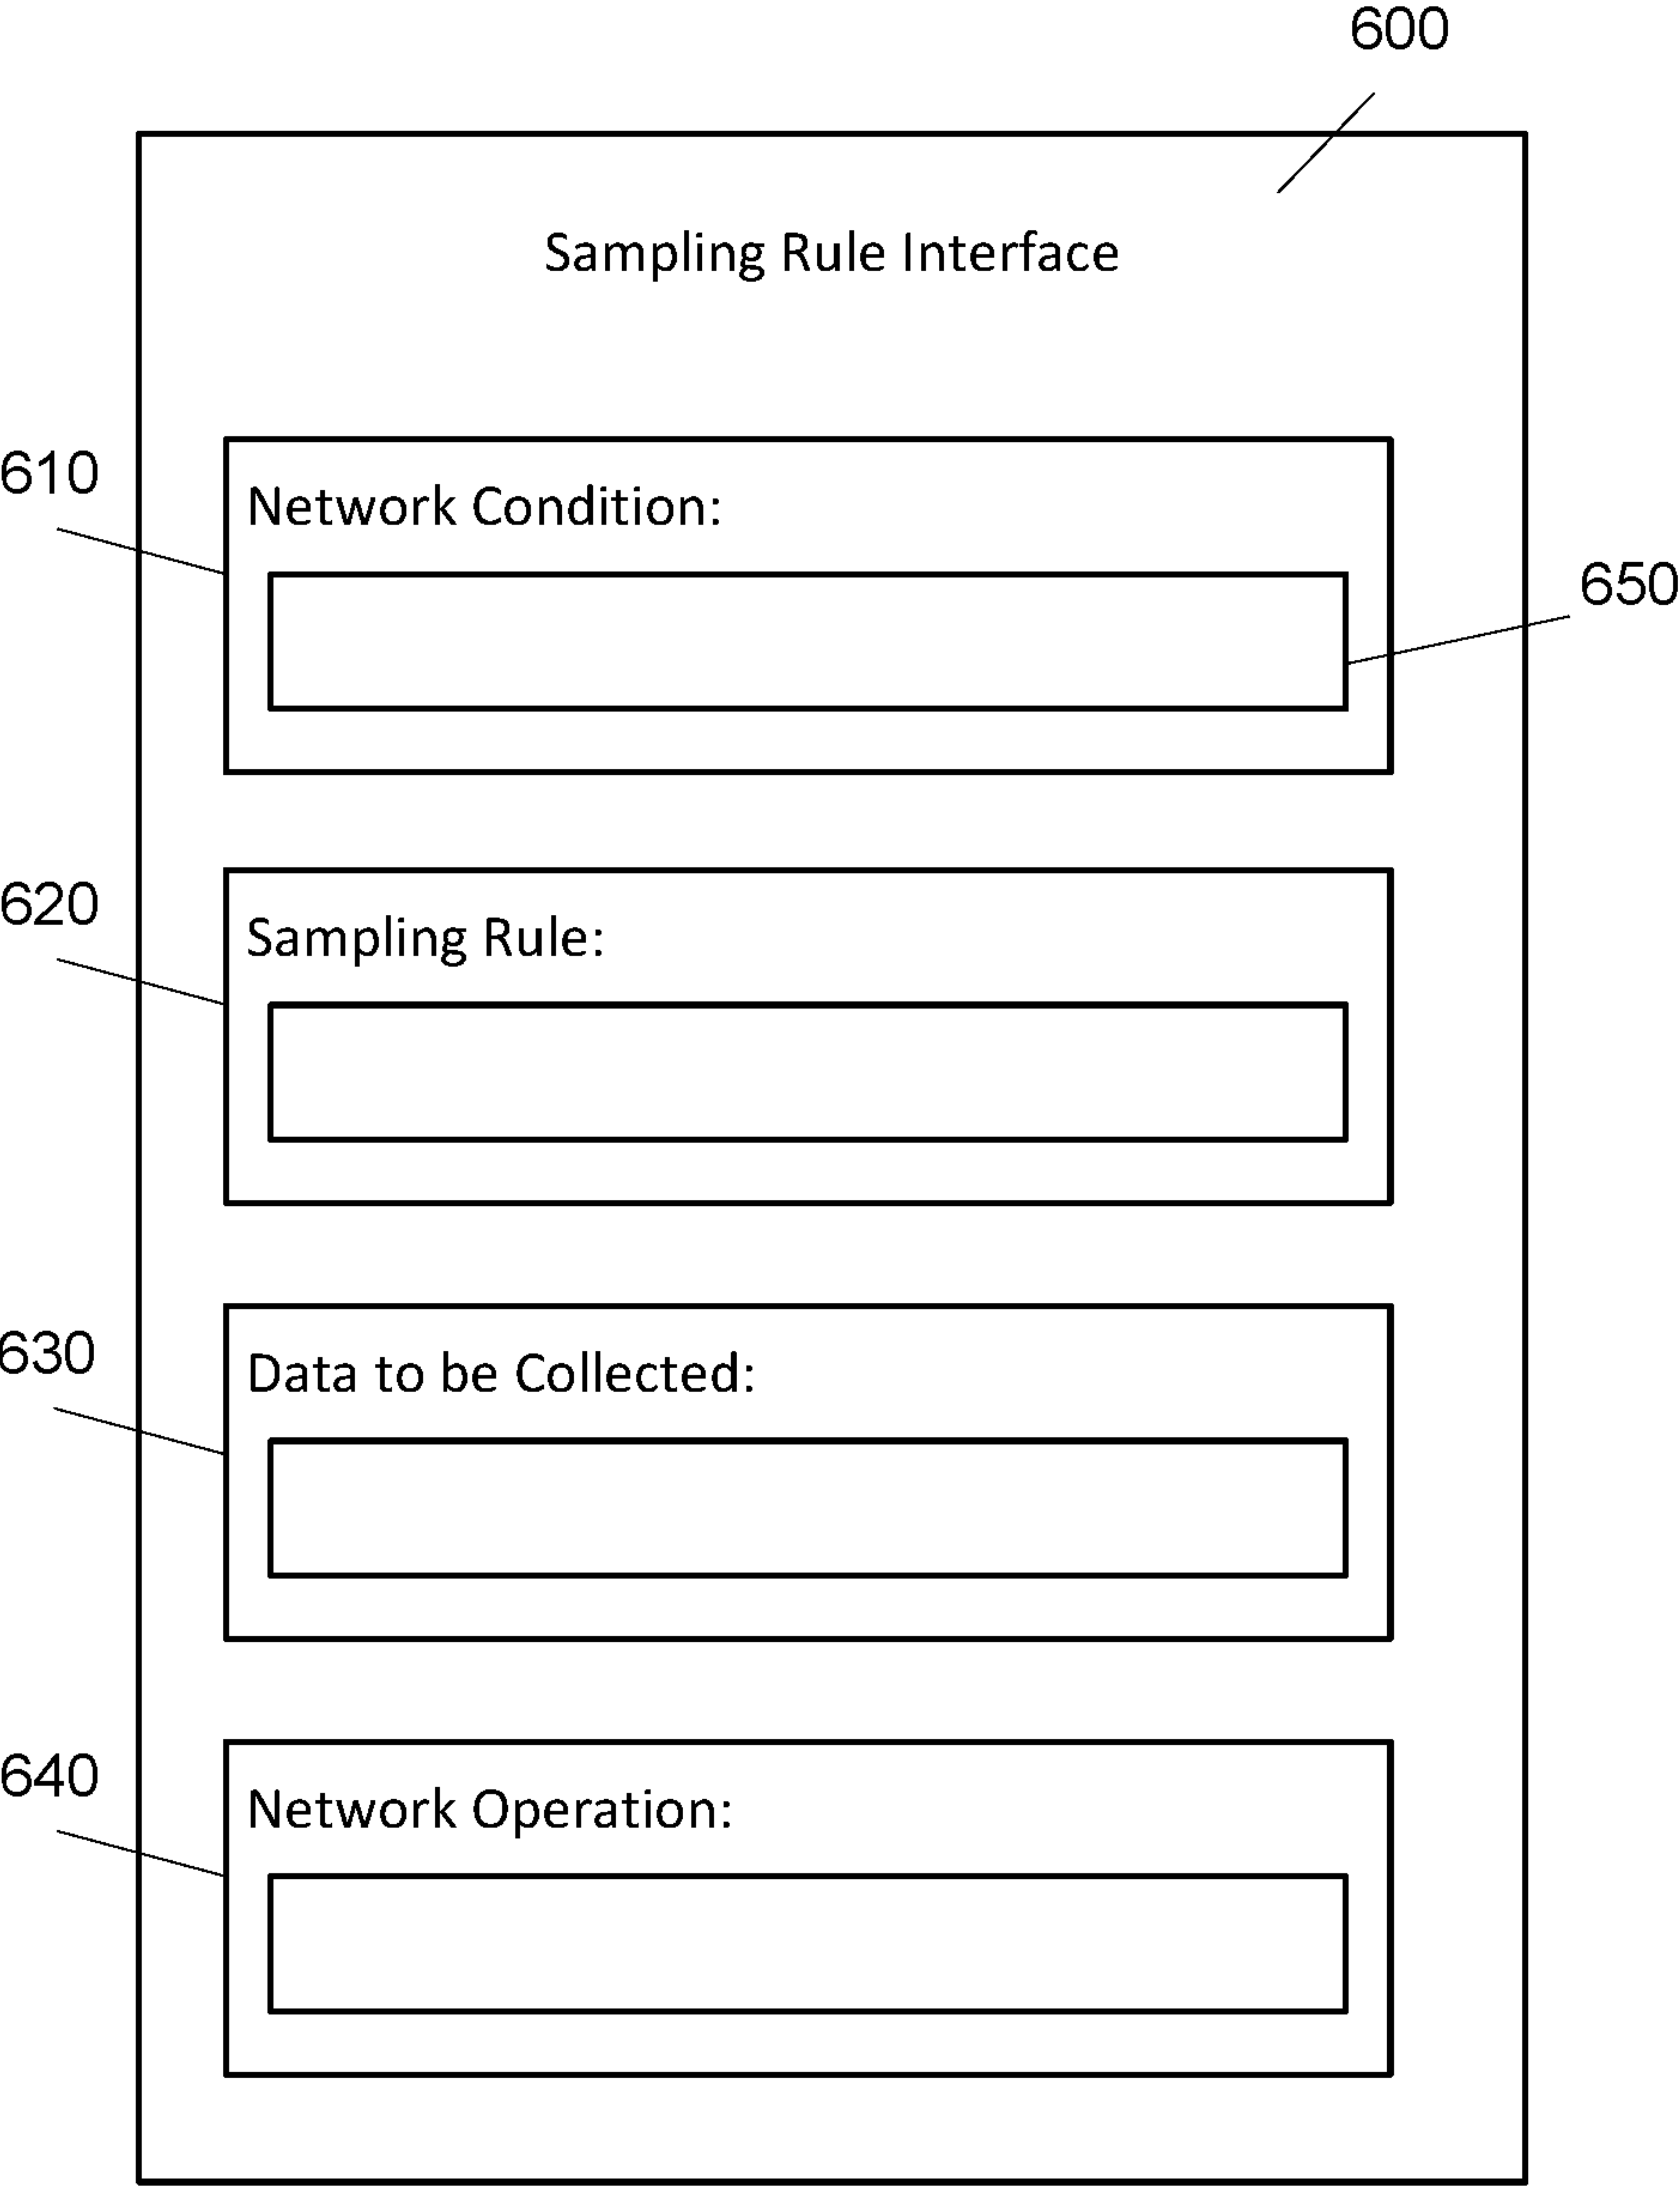 600
Sampling Rule Interface
610
Network Condition:
650
620
Sampling Rule:
630
Data to be Collected:
640
Network Operation: